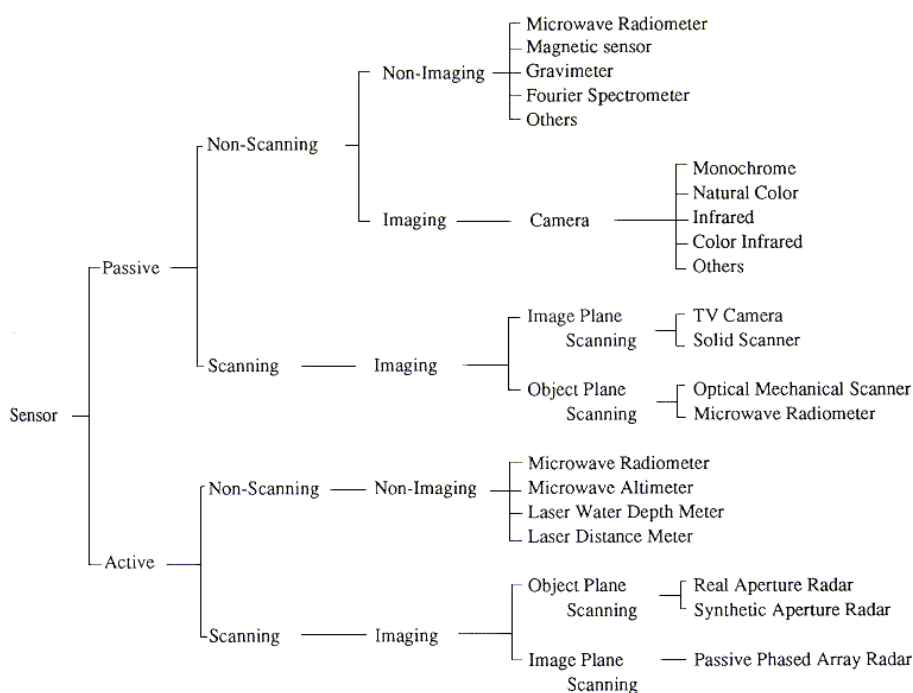 Microwave Radiometer
Magnetic sensor
Non-Imaging
Gravimeter
Fourier Spectrometer
Others
Non-Scanning
Monochrome
Natural Color
Imaging
Camera
Infrared
Color Infrared
Others
Passive
Image Plane
Scanning
TV Camera
Solid Scanner
Scanning
Imaging
Object Plane
Scanning
Optical Mechanical Scanner
Microwave Radiometer
Sensor
Microwave Radiometer
Non-Scanning
Non-Imaging
Microwave Altimeter
Laser Water Depth Meter
Laser Distance Meter
Active
Object Plane
Scanning
Real Aperture Radar
Synthetic Aperture Radar
Scanning
Imaging
Image Plane
Scanning
Passive Phased Array Radar